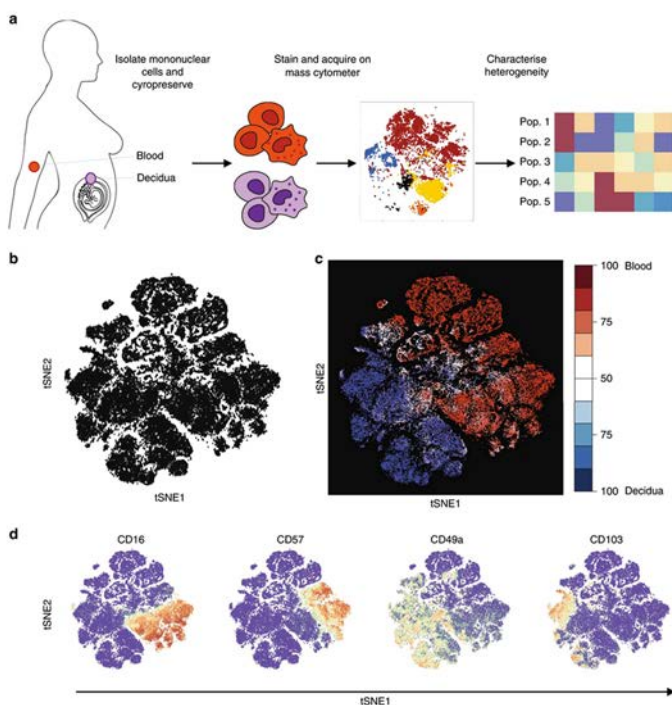 a
Isolate mononuclear
cells and
cyropreserve
Stain and acquire on
mass cytometer
Characterise
heterogeneity
Blood
Decidua
Pop. 1
Pop. 2
Pop. 3
Pop. 4
Pop. 5
b
tSNE2
tSNE1
c
tSNE2
tSNE1
100 Blood
75
50
75
100 Decidua
d
CD16
CD57
CD49a
CD103
tSNE2
tSNE1